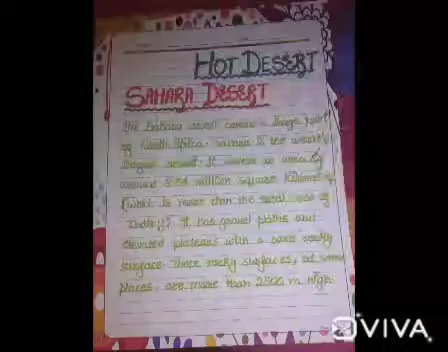 HOT DESERT
SAHARA DESERT
The Sahara desert covers a large part
of North Africa. Sahara is the world's
largest desert. It covers an area of
around 8.54 million square kilometres
(which is more than the total area of
India!!) It has gravel plains and
elevated plateaus with a bare rocky
surface. These rocky surfaces, at some
places, are more than 2500 m high.
VIVA